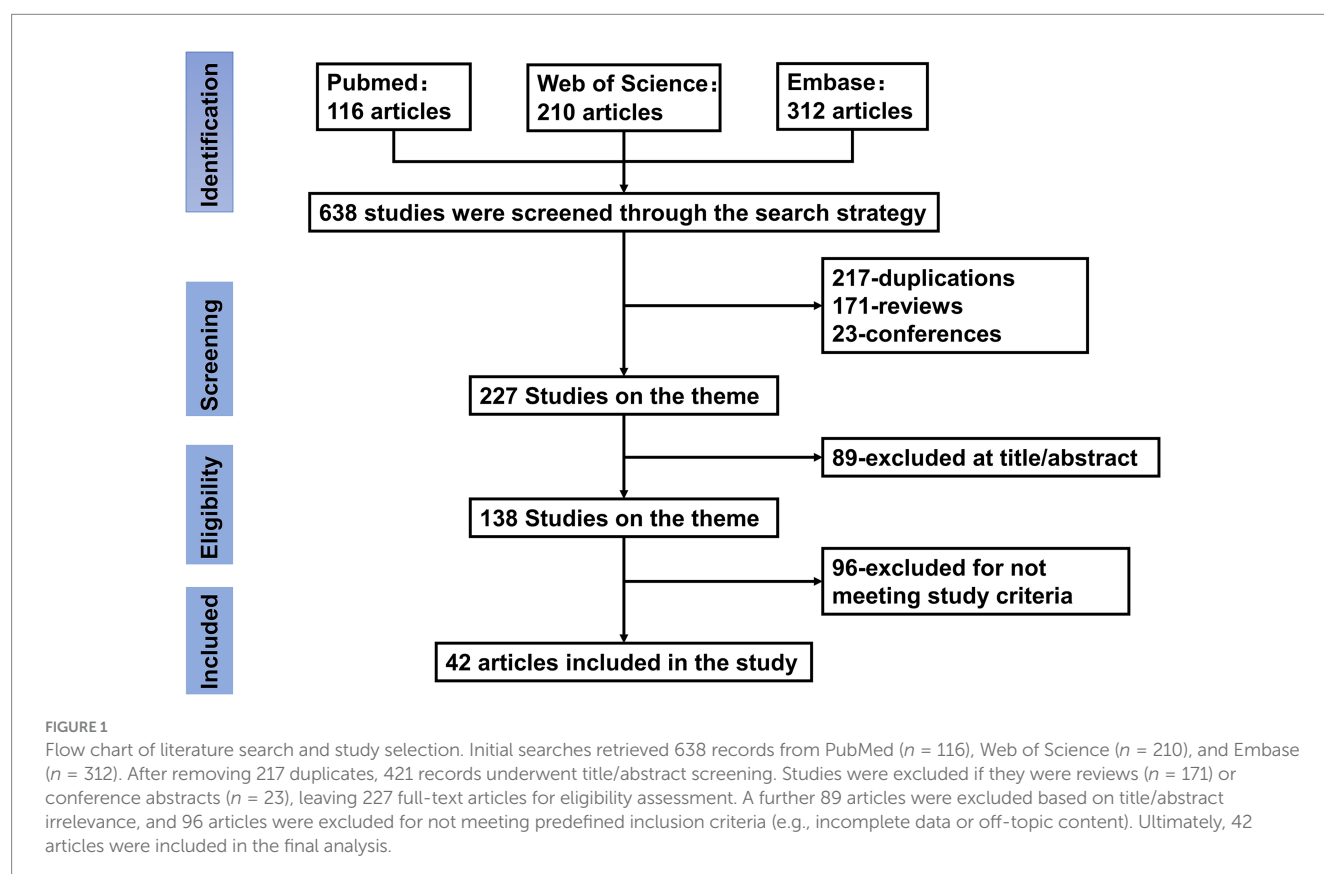 Identification
Pubmed：
116 articles
Web of Science：
210 articles
Embase：
312 articles
638 studies were screened through the search strategy
Screening
217-duplications
171-reviews
23-conferences
227 Studies on the theme
Eligibility
89-excluded at title/abstract
138 Studies on the theme
96-excluded for not
meeting study criteria
Included
42 articles included in the study
FIGURE 1
Flow chart of literature search and study selection. Initial searches retrieved 638 records from PubMed (n = 116), Web of Science (n = 210), and Embase
(n = 312). After removing 217 duplicates, 421 records underwent title/abstract screening. Studies were excluded if they were reviews (n = 171) or
conference abstracts (n = 23), leaving 227 full-text articles for eligibility assessment. A further 89 articles were excluded based on title/abstract
irrelevance, and 96 articles were excluded for not meeting predefined inclusion criteria (e.g., incomplete data or off-topic content). Ultimately, 42
articles were included in the final analysis.